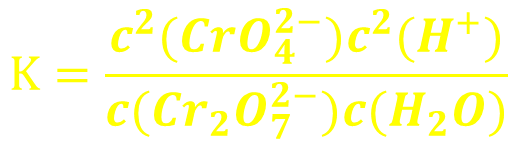 K = c²(CrO₄²⁻)c²(H⁺) / c(Cr₂O₇²⁻)c(H₂O)